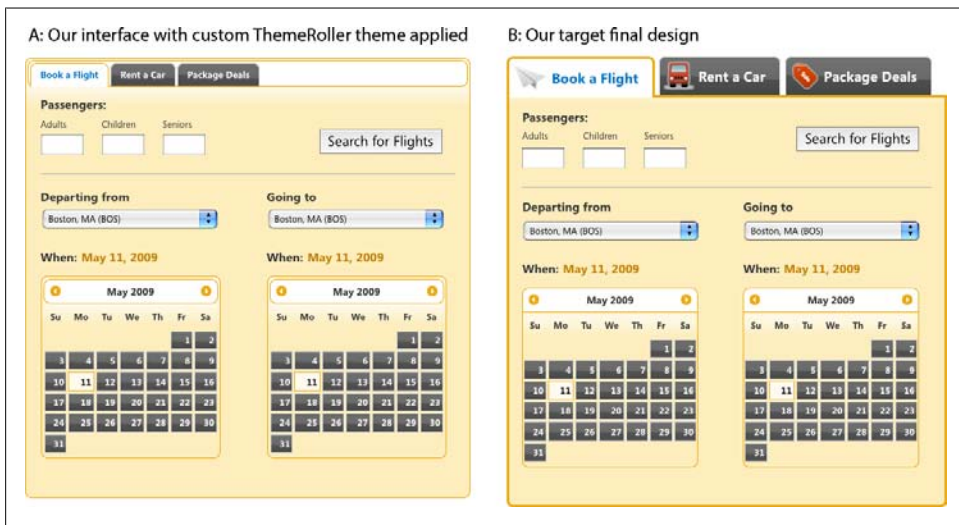 A: Our interface with custom ThemeRoller theme applied
Book a Flight Rent a Car Package Deals
Passengers:
Adults Children Seniors
Search for Flights
Departing from Going to
Boston, MA (BOS) Boston, MA (BOS)
When: May 11, 2009 When: May 11, 2009
May 2009 May 2009
Su Mo Tu We Th Fr Sa Su Mo Tu We Th Fr Sa
1 2 1 2
3 4 5 6 7 8 9 3 4 5 6 7 8 9
10 11 12 13 14 15 16 10 11 12 13 14 15 16
17 18 19 20 21 22 23 17 18 19 20 21 22 23
24 25 26 27 28 29 30 24 25 26 27 28 29 30
31 31
B: Our target final design
Book a Flight Rent a Car Package Deals
Passengers:
Adults Children Seniors
Search for Flights
Departing from Going to
Boston, MA (BOS) Boston, MA (BOS)
When: May 11, 2009 When: May 11, 2009
May 2009 May 2009
Su Mo Tu We Th Fr Sa Su Mo Tu We Th Fr Sa
1 2 1 2
3 4 5 6 7 8 9 3 4 5 6 7 8 9
10 11 12 13 14 15 16 10 11 12 13 14 15 16
17 18 19 20 21 22 23 17 18 19 20 21 22 23
24 25 26 27 28 29 30 24 25 26 27 28 29 30
31 31